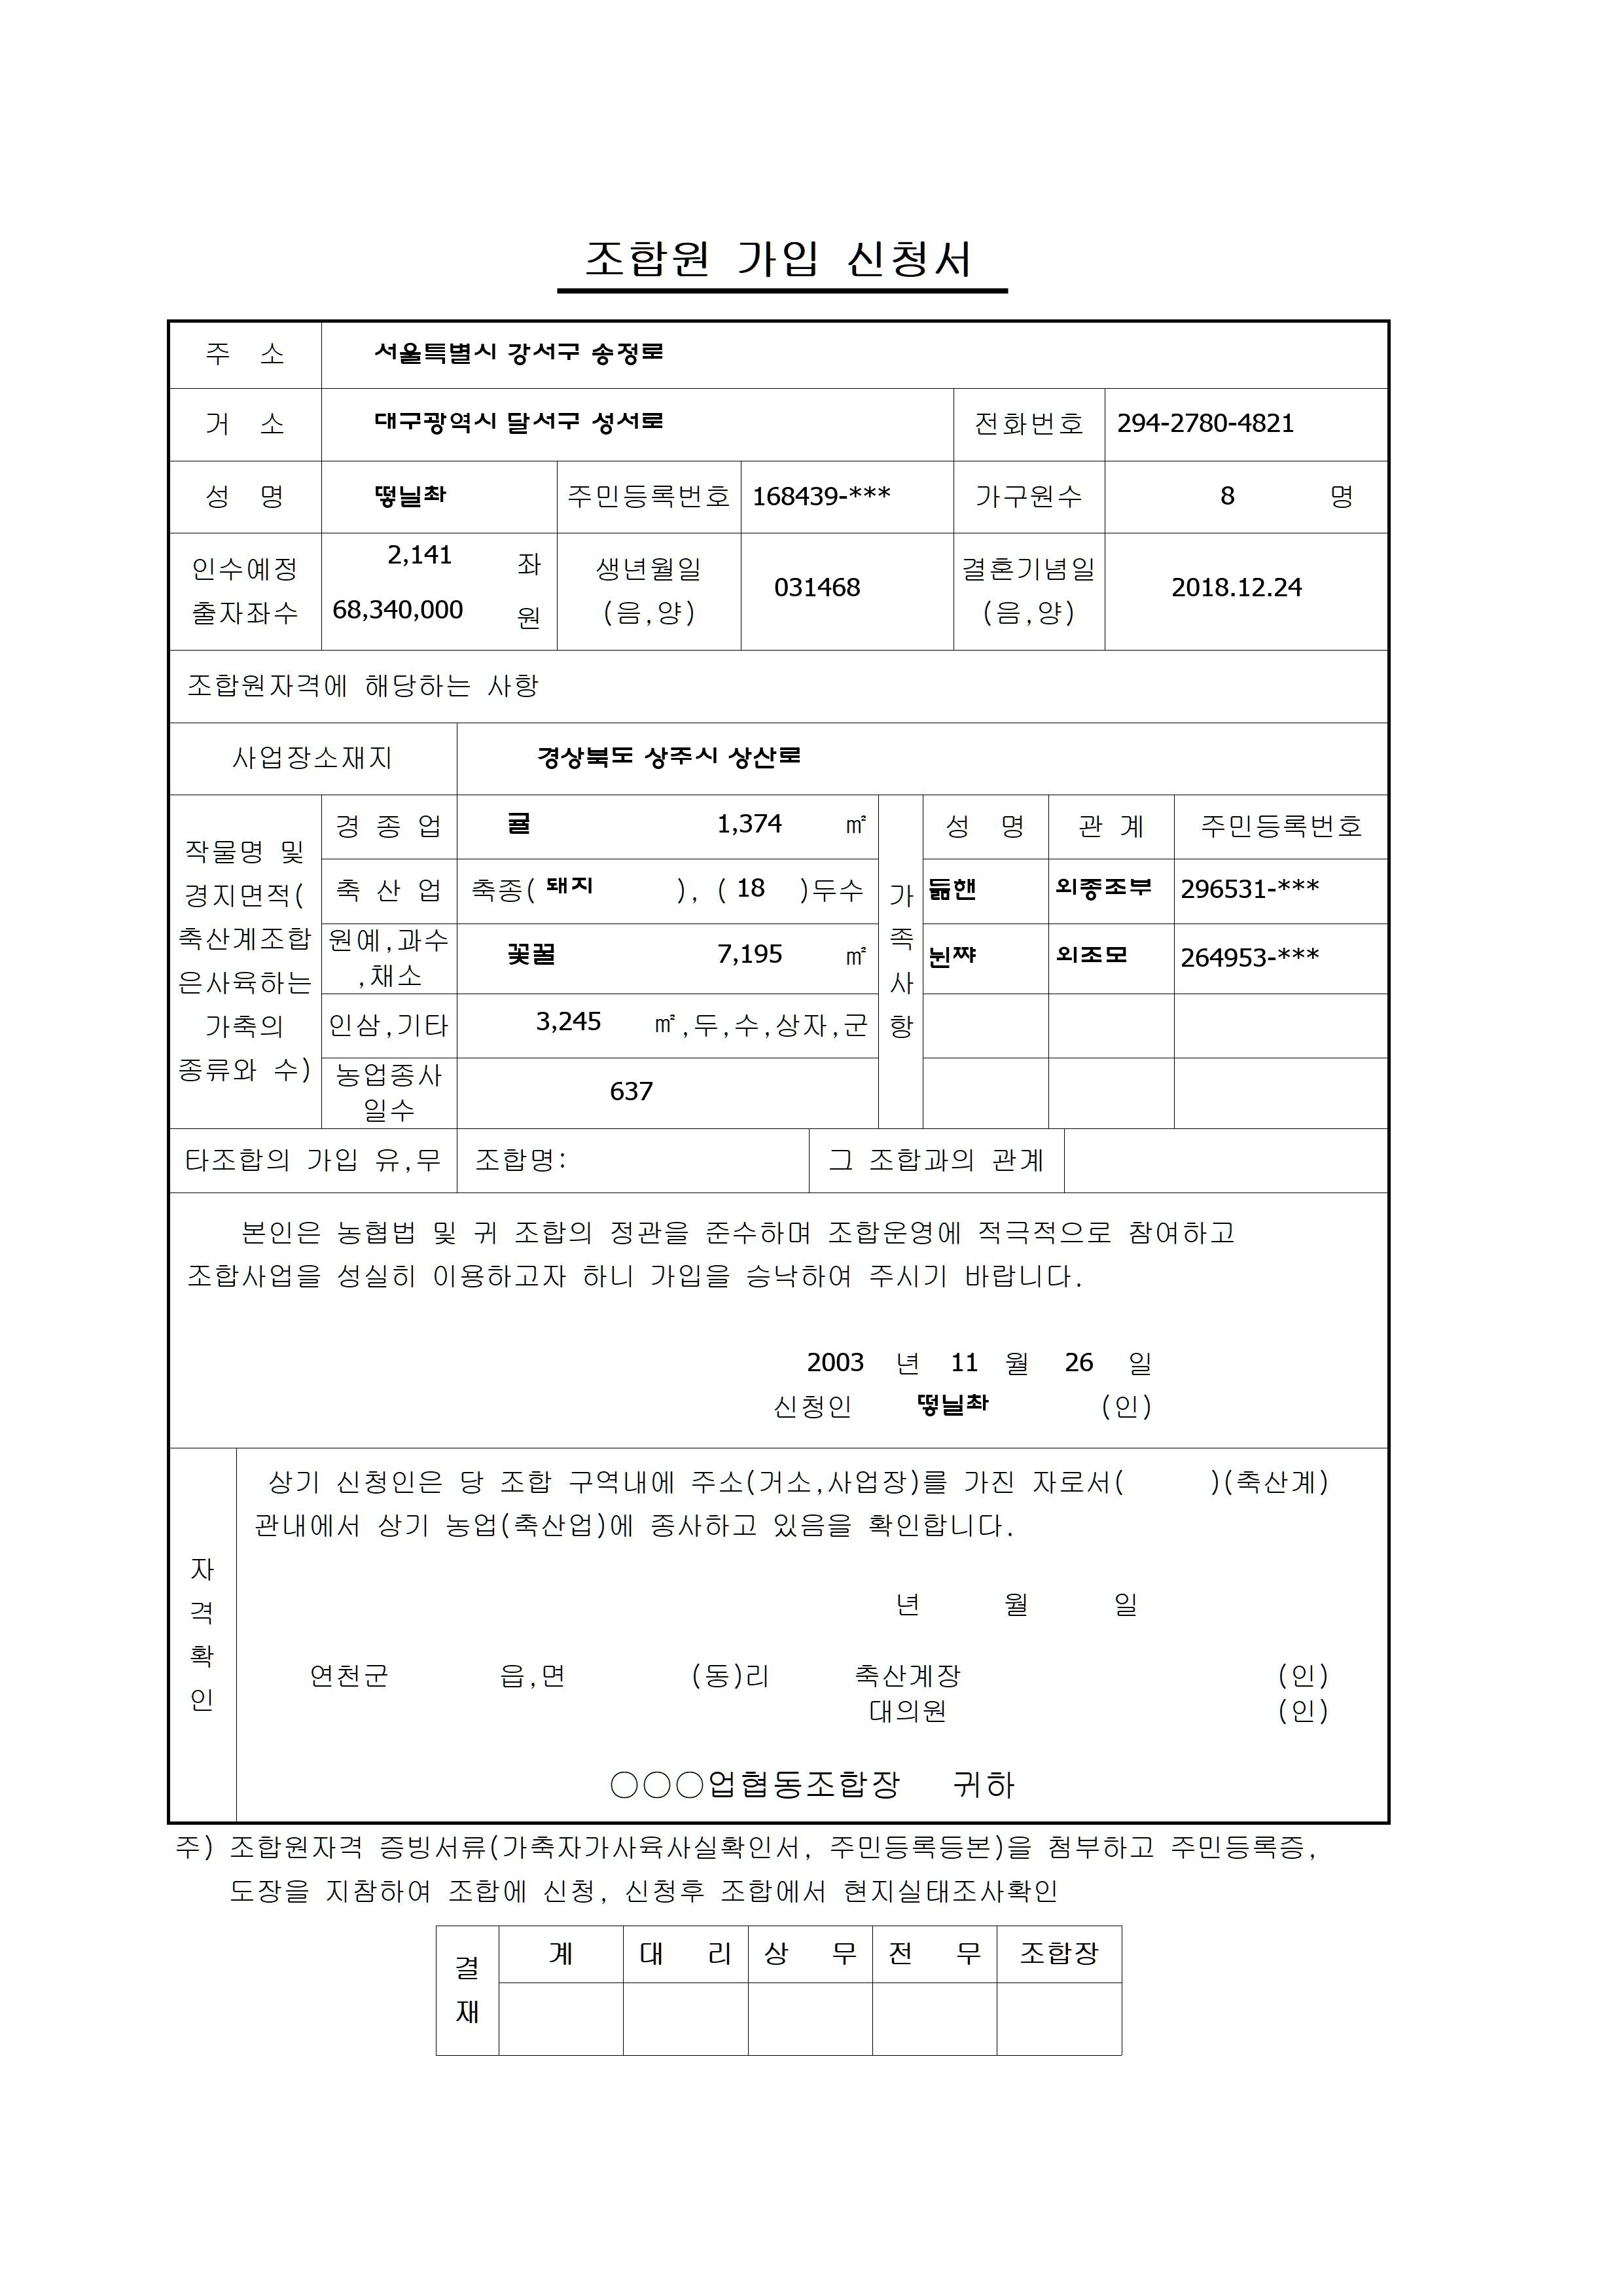 조합원 가입 신청서
주 소 서울특별시 강서구 송정로
거 소 대구광역시 달서구 성서로 전화번호 294-2780-4821
성 명 떻닐촤 주민등록번호 168439-*** 가구원수 8 명
인수예정 출자좌수 2,141 좌 68,340,000 원 생년월일 (음,양) 031468 결혼기념일 (음,양) 2018.12.24
조합원자격에 해당하는 사항
사업장소재지 경상북도 상주시 상산로
작물명 및 경지면적(축산계조합은사육하는 가축의 종류와 수)
경 종 업 귤 1,374 ㎡
축 산 업 축종( 돼지 ), ( 18 )두수
원예,과수,채소 꽃꿀 7,195 ㎡
인삼,기타 3,245 ㎡,두,수,상자,군
농업종사일수 637
가족사항
성 명 관 계 주민등록번호
듦핸 외종조부 296531-***
뉜쨔 외조모 264953-***
타조합의 가입 유,무 조합명: 그 조합과의 관계
본인은 농협법 및 귀 조합의 정관을 준수하며 조합운영에 적극적으로 참여하고
조합사업을 성실히 이용하고자 하니 가입을 승낙하여 주시기 바랍니다.
2003 년 11 월 26 일
신청인 떻닐촤 (인)
자격확인
상기 신청인은 당 조합 구역내에 주소(거소,사업장)를 가진 자로서( )(축산계)
관내에서 상기 농업(축산업)에 종사하고 있음을 확인합니다.
년 월 일
연천군 읍,면 (동)리 축산계장 (인)
대의원 (인)
○○○업협동조합장 귀하
주) 조합원자격 증빙서류(가축자가사육사실확인서, 주민등록등본)을 첨부하고 주민등록증,
도장을 지참하여 조합에 신청, 신청후 조합에서 현지실태조사확인
결재 계 대 리 상 무 전 무 조합장